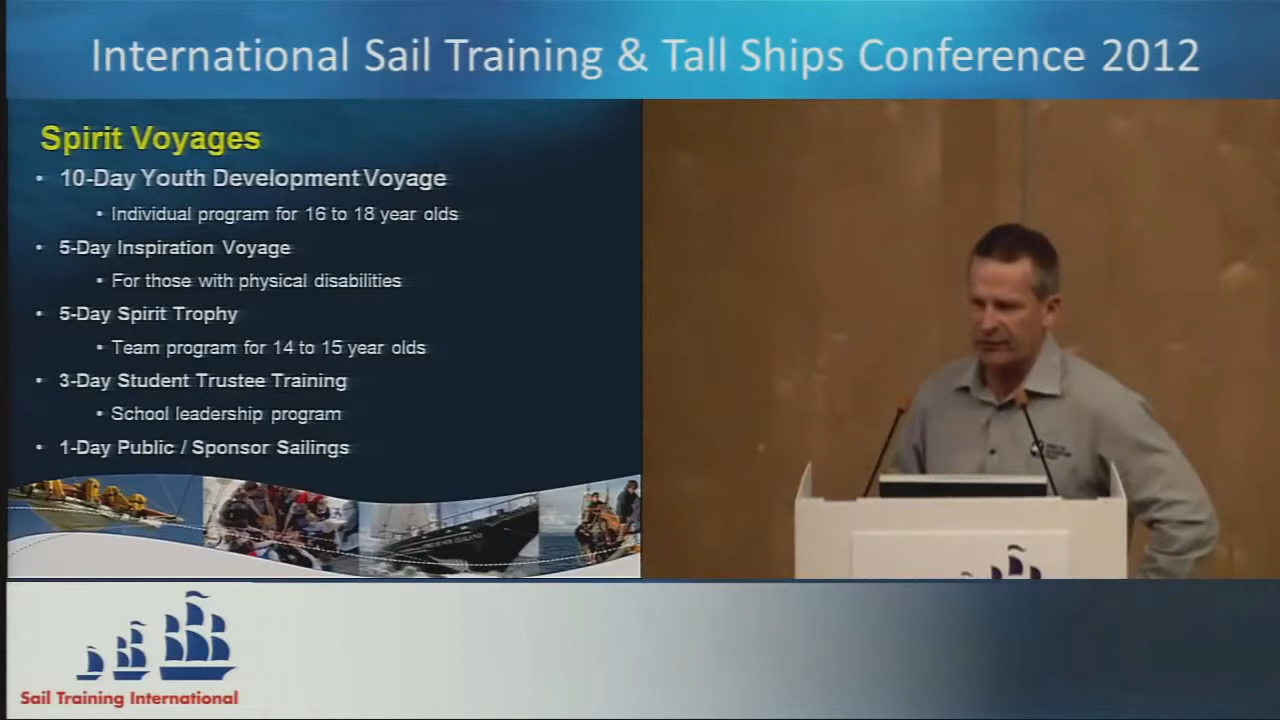 International Sail Training & Tall Ships Conference 2012
Spirit Voyages
• 10-Day Youth Development Voyage
• Individual program for 16 to 18 year olds
• 5-Day Inspiration Voyage
• For those with physical disabilities
• 5-Day Spirit Trophy
• Team program for 14 to 15 year olds
• 3-Day Student Trustee Training
• School leadership program
• 1-Day Public / Sponsor Sailings
Sail Training International